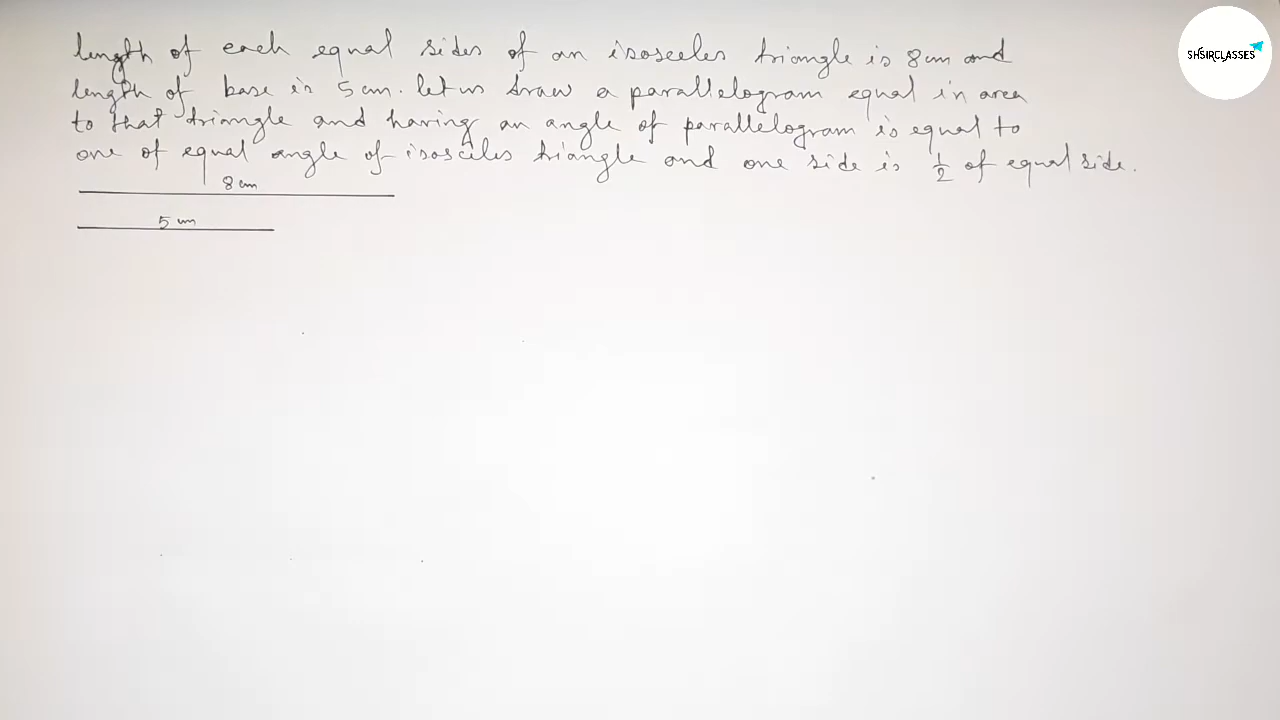 length of each equal sides of an isosceles triangle is 8cm and
length of base is 5cm. let us draw a parallelogram equal in area
to that triangle and having an angle of parallelogram is equal to
one of equal angle of isosciles triangle and one side is 1/2 of equal side.
8 cm
5 cm
SHSIRCLASSES